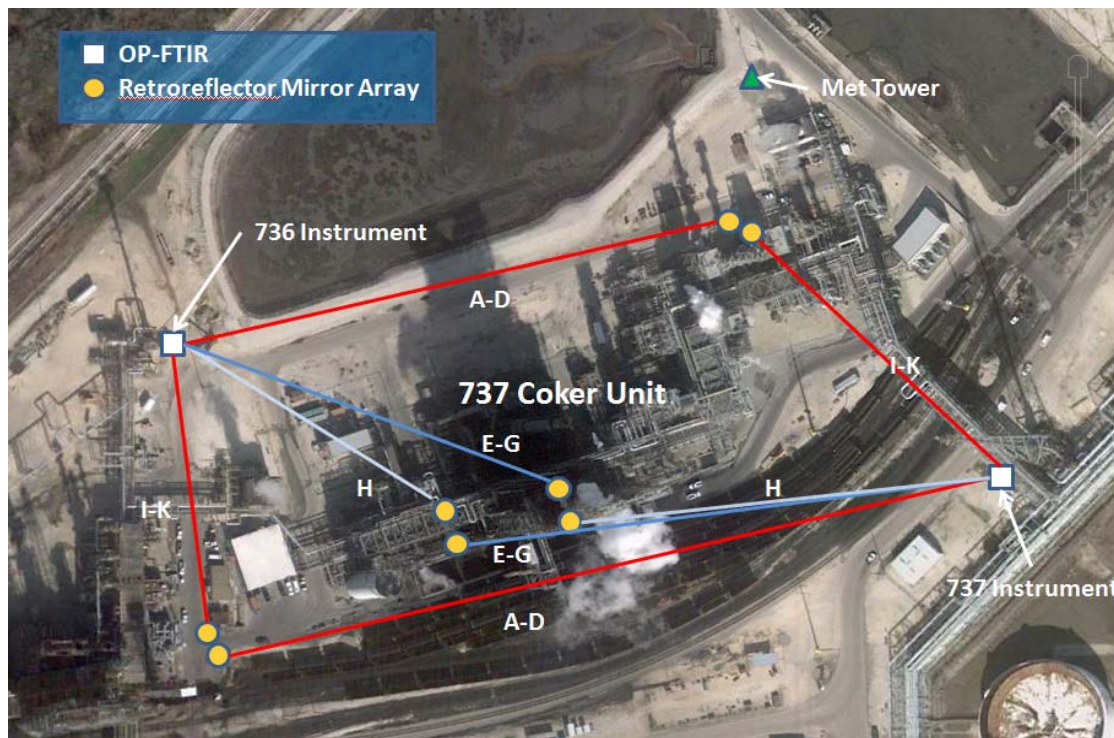 OP-FTIR
Retroreflector Mirror Array
Met Tower
736 Instrument
A-D
I-K
737 Coker Unit
E-G
H
H
I-K
E-G
737 Instrument
A-D